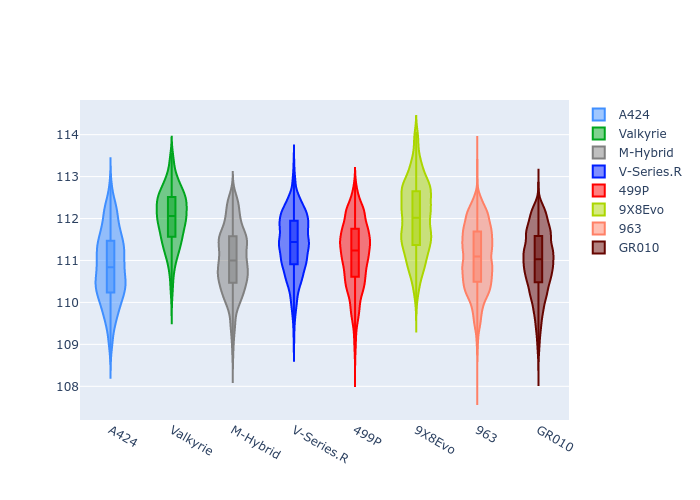 114
113
112
111
110
109
108
A424
Valkyrie
M-Hybrid
V-Series.R
499P
9X8Evo
963
GR010
A424
Valkyrie
M-Hybrid
V-Series.R
499P
9X8Evo
963
GR010